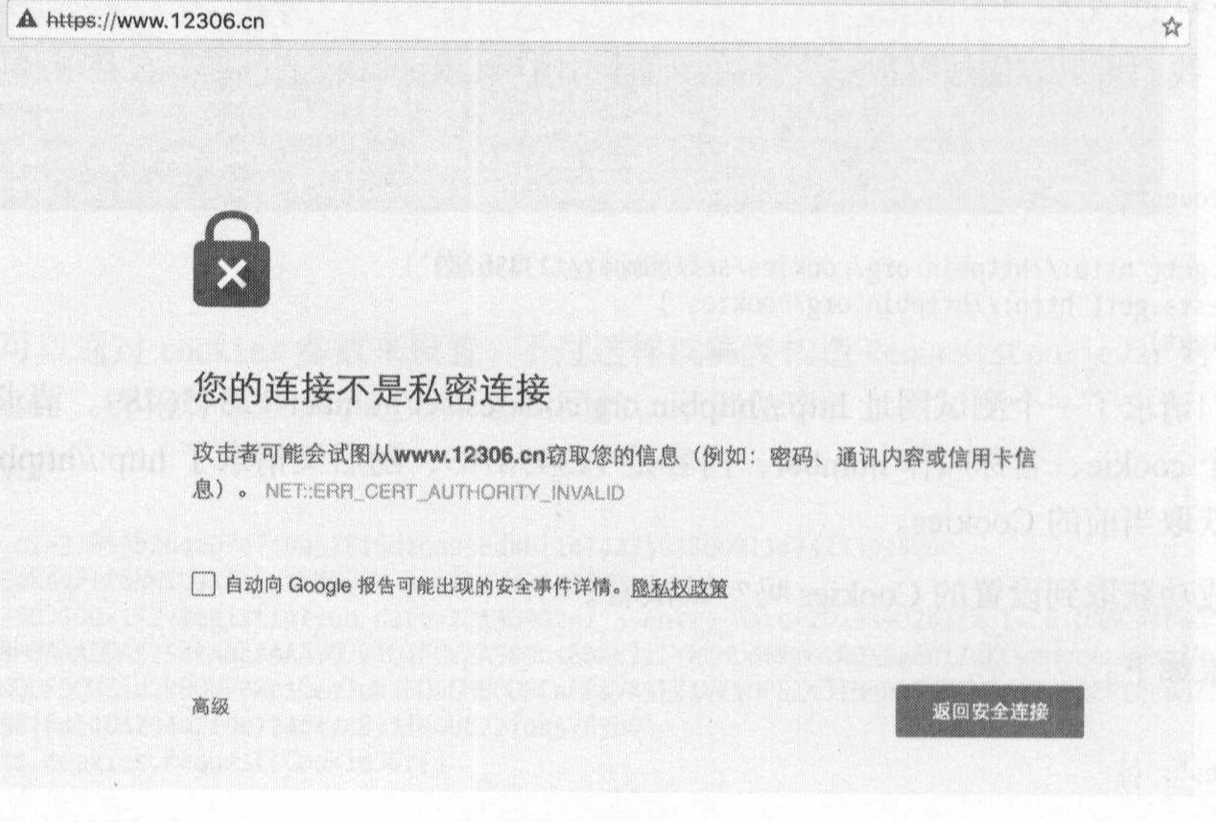 https://www.12306.cn
您的连接不是私密连接
攻击者可能会试图从www.12306.cn窃取您的信息（例如：密码、通讯内容或信用卡信
息）。 NET::ERR_CERT_AUTHORITY_INVALID
自动向 Google 报告可能出现的安全事件详情。隐私权政策
高级
返回安全连接